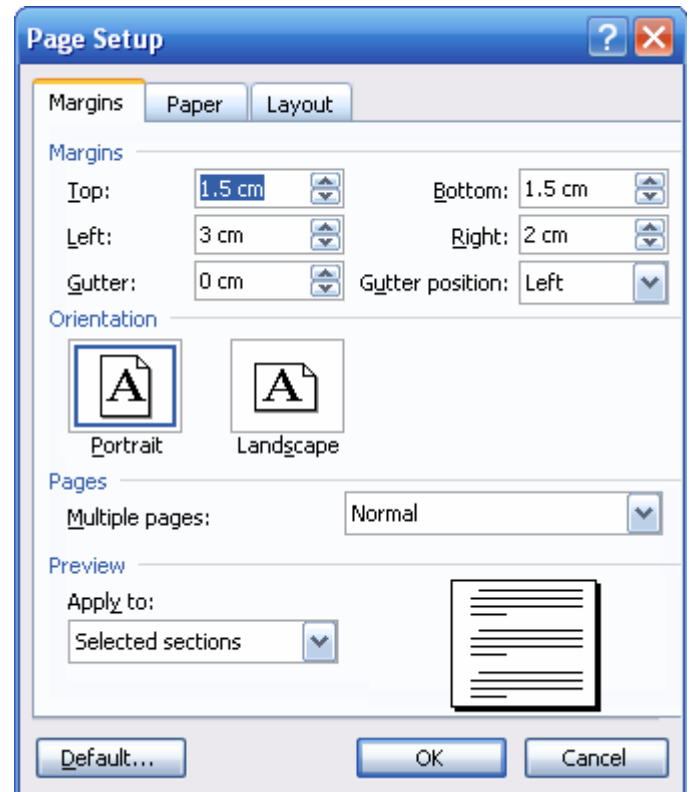 Page Setup ?
Margins Paper Layout
Margins
Top: 1.5 cm Bottom: 1.5 cm
Left: 3 cm Right: 2 cm
Gutter: 0 cm Gutter position: Left
Orientation
A A
Portrait Landscape
Pages
Multiple pages: Normal
Preview
Apply to:
Selected sections
Default... OK Cancel